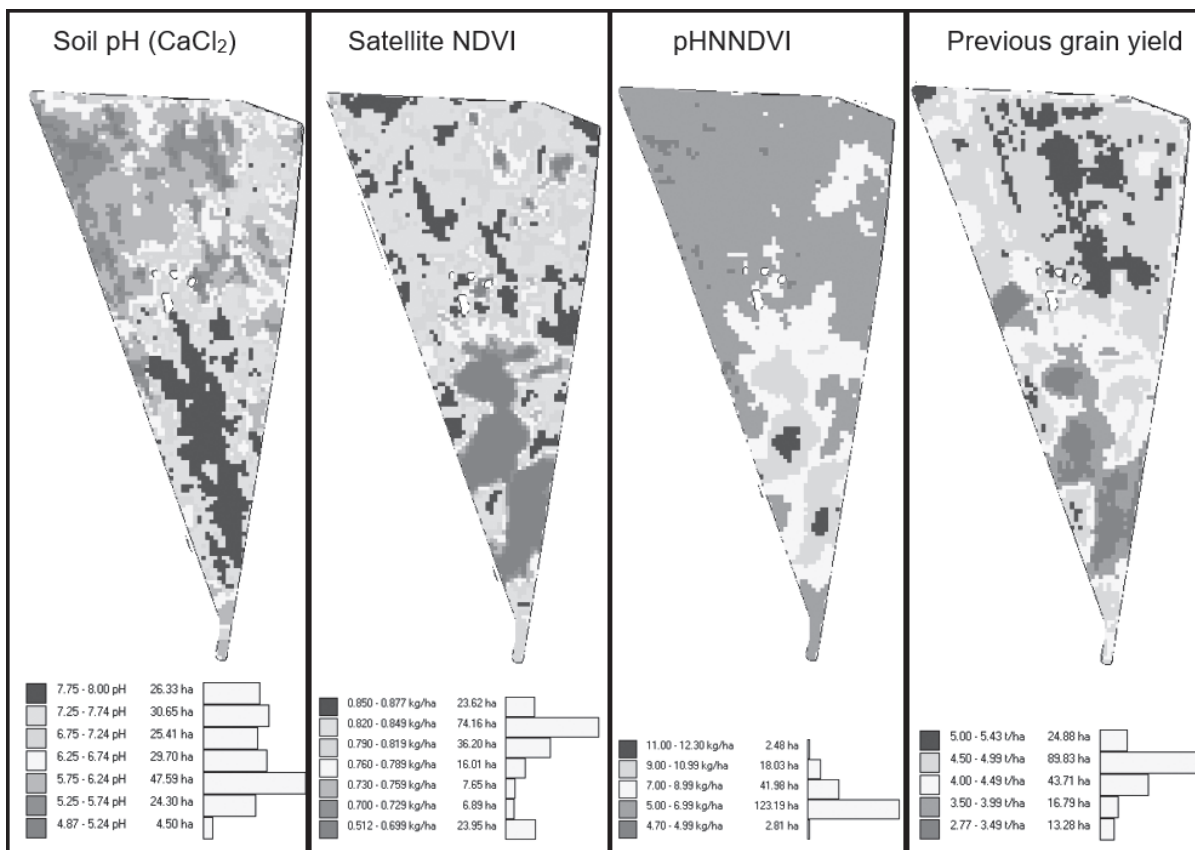 Soil pH (CaCl₂)
7.75 - 8.00 pH 26.33 ha
7.25 - 7.74 pH 30.65 ha
6.75 - 7.24 pH 25.41 ha
6.25 - 6.74 pH 29.70 ha
5.75 - 6.24 pH 47.59 ha
5.25 - 5.74 pH 24.30 ha
4.87 - 5.24 pH 4.50 ha
Satellite NDVI
0.850 - 0.877 kg/ha 23.62 ha
0.820 - 0.849 kg/ha 74.16 ha
0.790 - 0.819 kg/ha 36.20 ha
0.760 - 0.789 kg/ha 16.01 ha
0.730 - 0.759 kg/ha 7.65 ha
0.700 - 0.729 kg/ha 6.89 ha
0.512 - 0.699 kg/ha 23.95 ha
pHNNDVI
11.00 - 12.30 kg/ha 2.48 ha
9.00 - 10.99 kg/ha 18.03 ha
7.00 - 8.99 kg/ha 41.98 ha
5.00 - 6.99 kg/ha 123.19 ha
4.70 - 4.99 kg/ha 2.81 ha
Previous grain yield
5.00 - 5.43 t/ha 24.88 ha
4.50 - 4.99 t/ha 89.83 ha
4.00 - 4.49 t/ha 43.71 ha
3.50 - 3.99 t/ha 16.79 ha
2.77 - 3.49 t/ha 13.28 ha